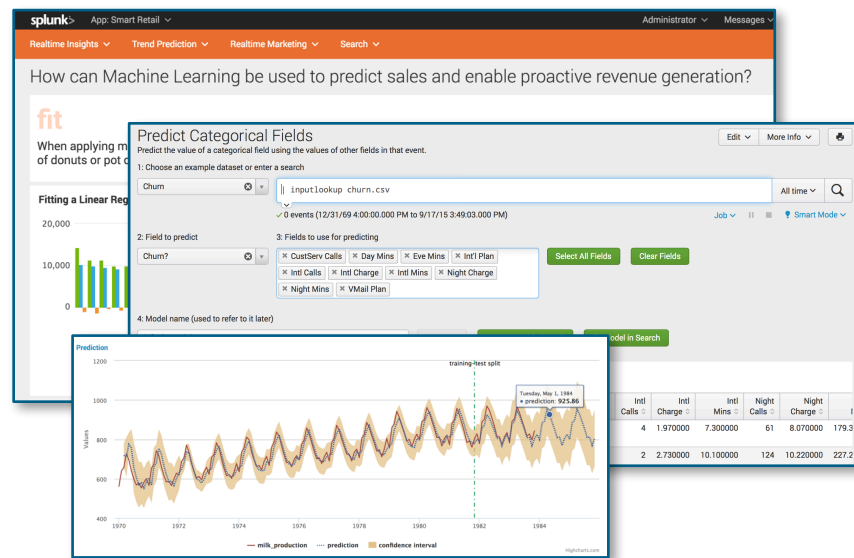 splunk> App: Smart Retail Administrator Messages
Realtime Insights Trend Prediction Realtime Marketing Search
How can Machine Learning be used to predict sales and enable proactive revenue generation?
fit
When applying m
of donuts or pot
Fitting a Linear Reg
20,000
10,000
0
Predict Categorical Fields
Edit More Info
Predict the value of a categorical field using the values of other fields in that event.
1: Choose an example dataset or enter a search
Churn | inputlookup churn.csv All time
0 events (12/31/69 4:00:00.000 PM to 9/17/15 3:49:03.000 PM) Job Smart Mode
2: Field to predict 3: Fields to use for predicting
Churn? CustServ Calls Day Mins Eve Mins Int'l Plan Select All Fields Clear Fields
Intl Calls Intl Charge Intl Mins Night Charge
Night Mins VMail Plan
4: Model name (used to refer to it later)
odel in Search
Intl Calls Intl Charge Intl Mins Night Calls Night Charge
4 1.970000 7.300000 61 8.070000 179.3
2 2.730000 10.100000 124 10.220000 227.2
Prediction
training-test split
Tuesday, May 1, 1984
prediction: 925.86
Values
1200
1000
800
600
400
1970 1972 1974 1976 1978 1980 1982 1984
milk_production prediction confidence interval
Highcharts.com